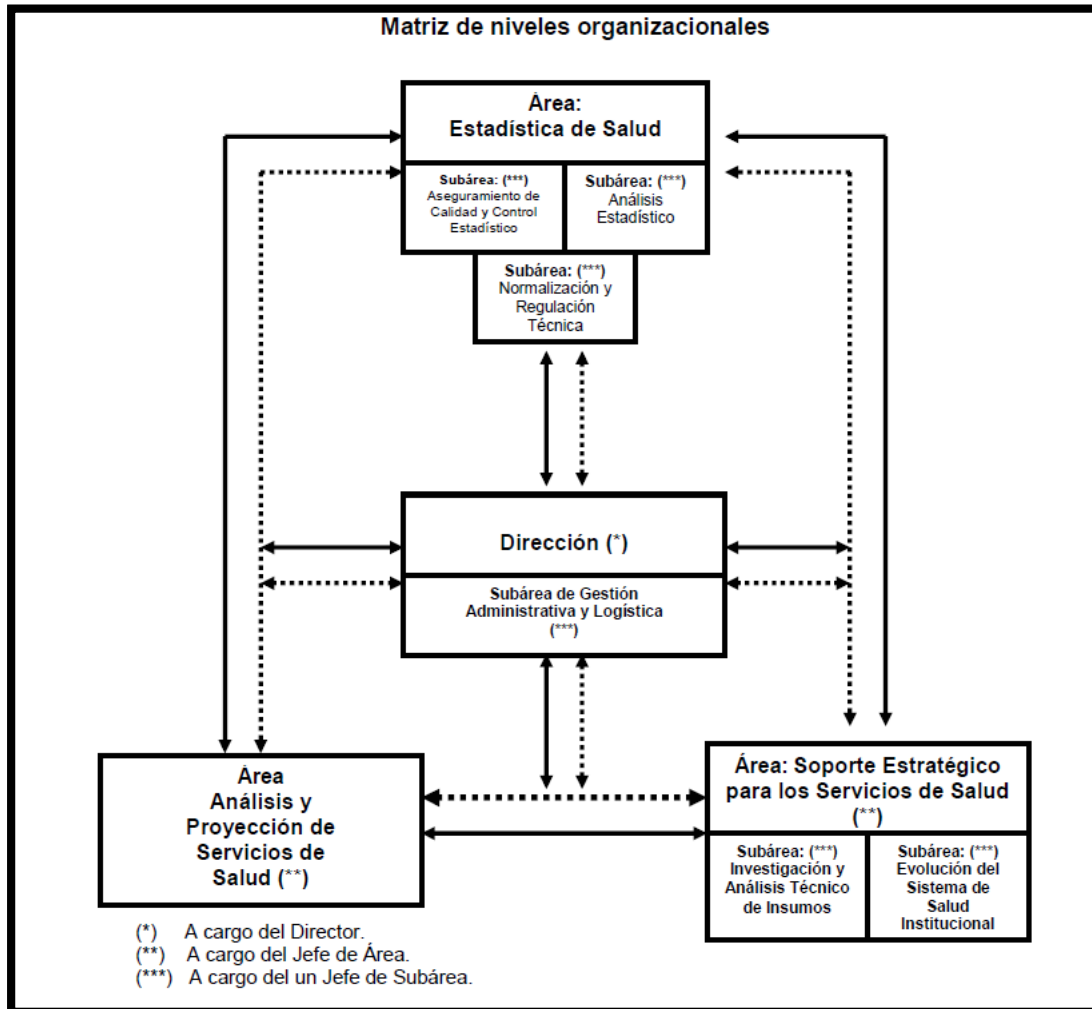 Matriz de niveles organizacionales
Área:
Estadística de Salud
Subárea: (***)
Aseguramiento de
Calidad y Control
Estadístico
Subárea: (***)
Análisis
Estadístico
Subárea: (***)
Normalización y
Regulación
Técnica
Dirección (*)
Subárea de Gestión
Administrativa y Logística
(***)
Área
Análisis y
Proyección de
Servicios de
Salud (**)
Área: Soporte Estratégico
para los Servicios de Salud
(**)
Subárea: (***)
Investigación y
Análisis Técnico
de Insumos
Subárea: (***)
Evolución del
Sistema de
Salud
Institucional
(*) A cargo del Director.
(**) A cargo del Jefe de Área.
(***) A cargo del un Jefe de Subárea.